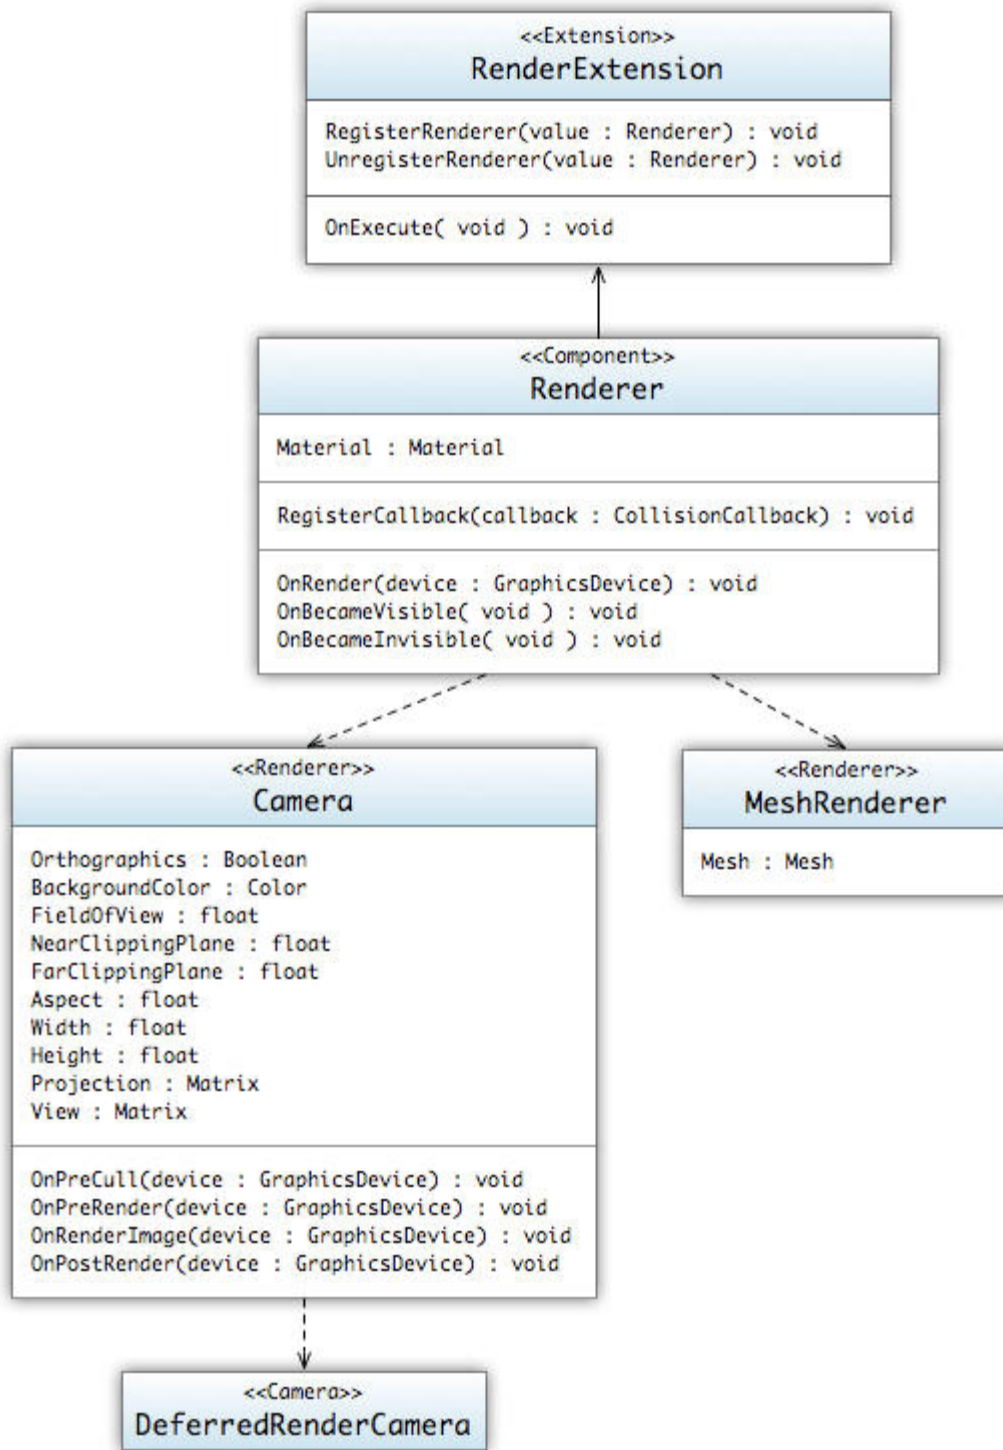 <<Extension>>
RenderExtension
RegisterRenderer(value : Renderer) : void
UnregisterRenderer(value : Renderer) : void
OnExecute( void ) : void
<<Component>>
Renderer
Material : Material
RegisterCallback(callback : CollisionCallback) : void
OnRender(device : GraphicsDevice) : void
OnBecameVisible( void ) : void
OnBecameInvisible( void ) : void
<<Renderer>>
Camera
Orthographics : Boolean
BackgroundColor : Color
FieldOfView : float
NearClippingPlane : float
FarClippingPlane : float
Aspect : float
Width : float
Height : float
Projection : Matrix
View : Matrix
OnPreCull(device : GraphicsDevice) : void
OnPreRender(device : GraphicsDevice) : void
OnRenderImage(device : GraphicsDevice) : void
OnPostRender(device : GraphicsDevice) : void
<<Renderer>>
MeshRenderer
Mesh : Mesh
<<Camera>>
DeferredRenderCamera